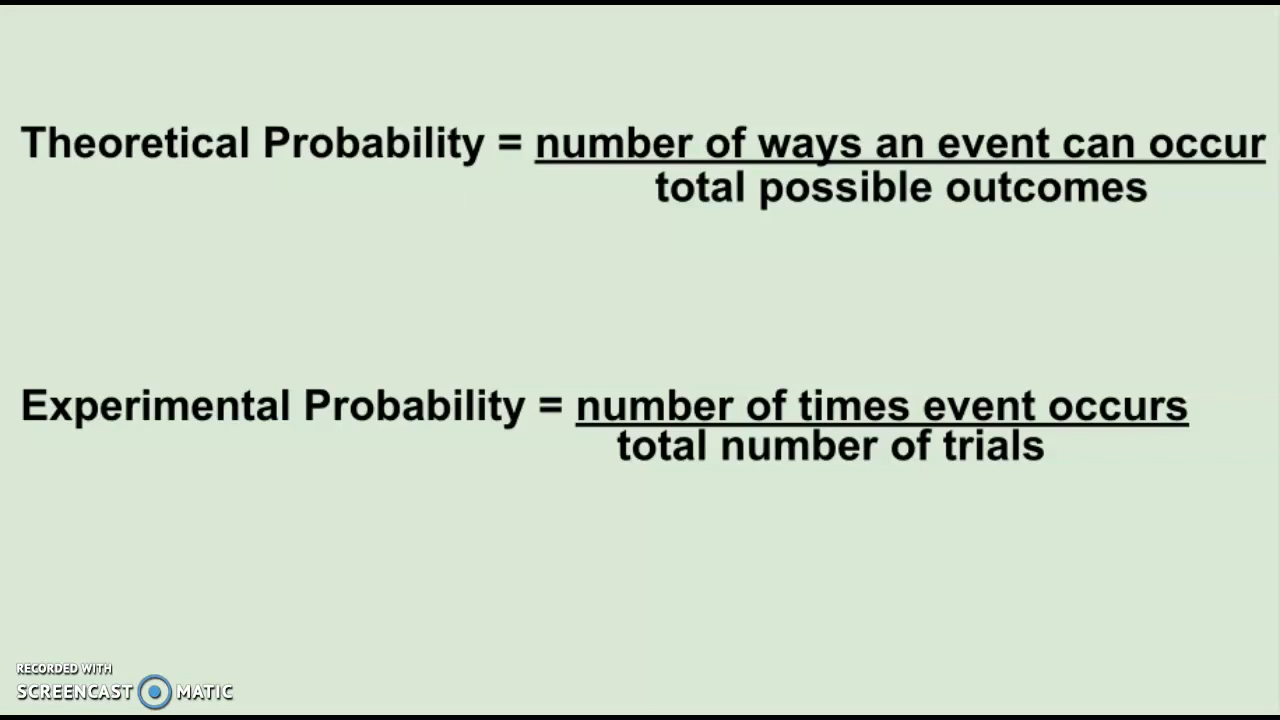 Theoretical Probability = number of ways an event can occur
total possible outcomes
Experimental Probability = number of times event occurs
total number of trials
RECORDED WITH
SCREENCAST MATIC